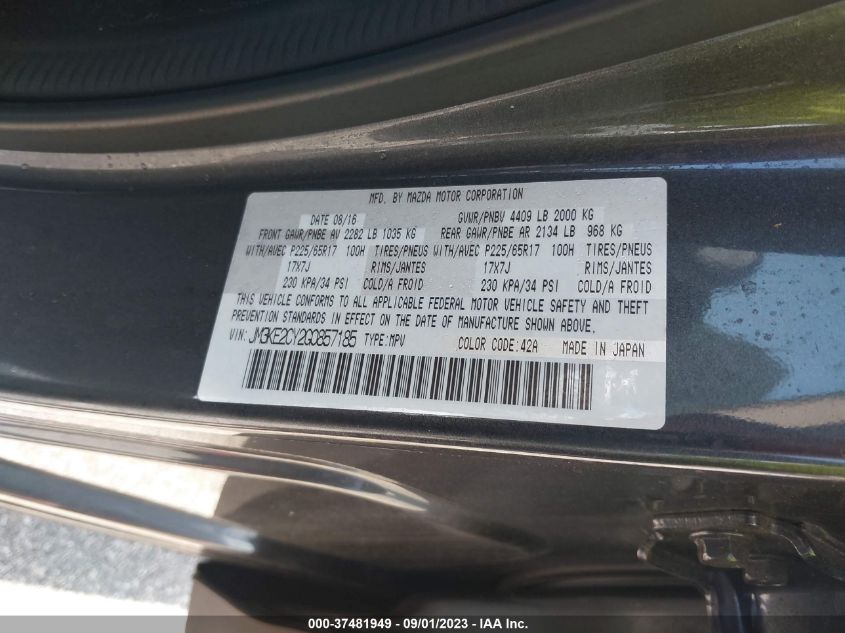 MFD. BY MAZDA MOTOR CORPORATION
DATE 08/16 GVWR/PNBV 4409 LB 2000 KG
FRONT GAWR/PNBE AV 2282 LB 1035 KG REAR GAWR/PNBE AR 2134 LB 968 KG
WITH/AVEC P225/65R17 100H TIRES/PNEUS WITH/AVEC P225/65R17 100H TIRES/PNEUS
17X7J RIMS/JANTES 17X7J RIMS/JANTES
230 KPA/34 PSI COLD/A FROID 230 KPA/34 PSI COLD/A FROID
THIS VEHICLE CONFORMS TO ALL APPLICABLE FEDERAL MOTOR VEHICLE SAFETY AND THEFT
PREVENTION STANDARDS IN EFFECT ON THE DATE OF MANUFACTURE SHOWN ABOVE.
VIN: JM3KE2CY2G0857185 TYPE:MPV COLOR CODE:42A MADE IN JAPAN
000-37481949 - 09/01/2023 - IAA Inc.